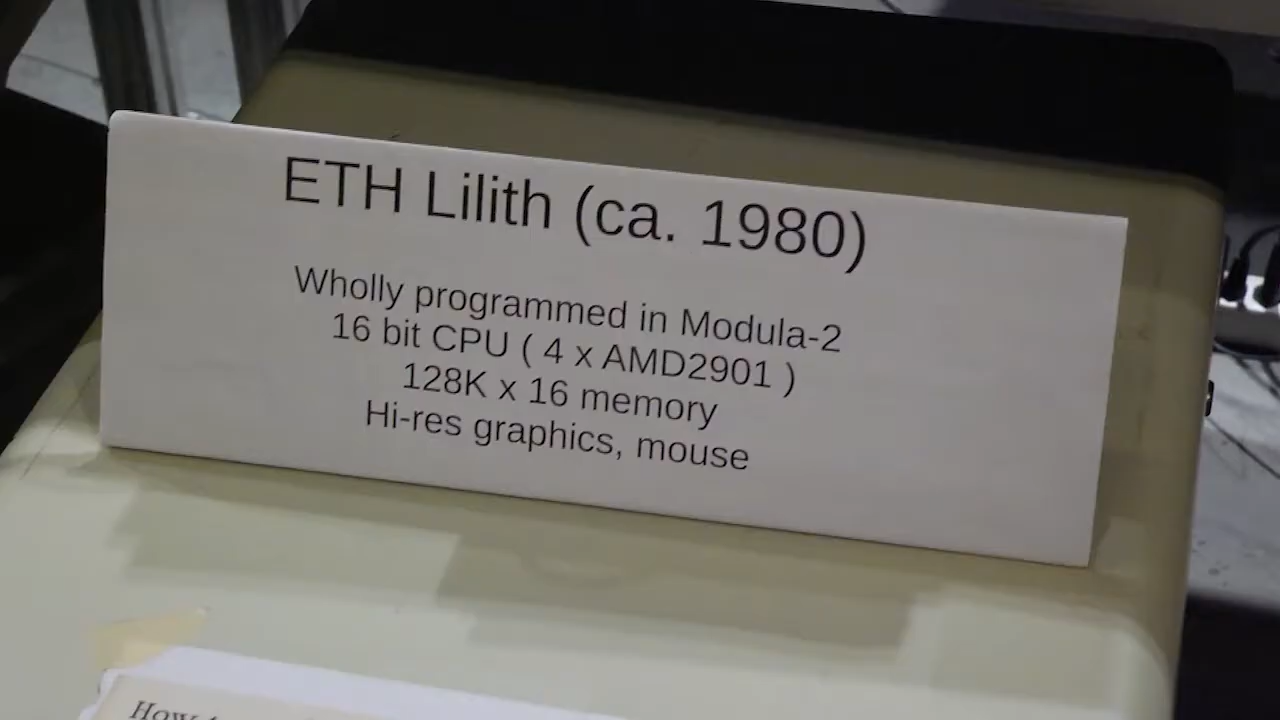 ETH Lilith (ca. 1980)
Wholly programmed in Modula-2
16 bit CPU ( 4 x AMD2901 )
128K x 16 memory
Hi-res graphics, mouse
How